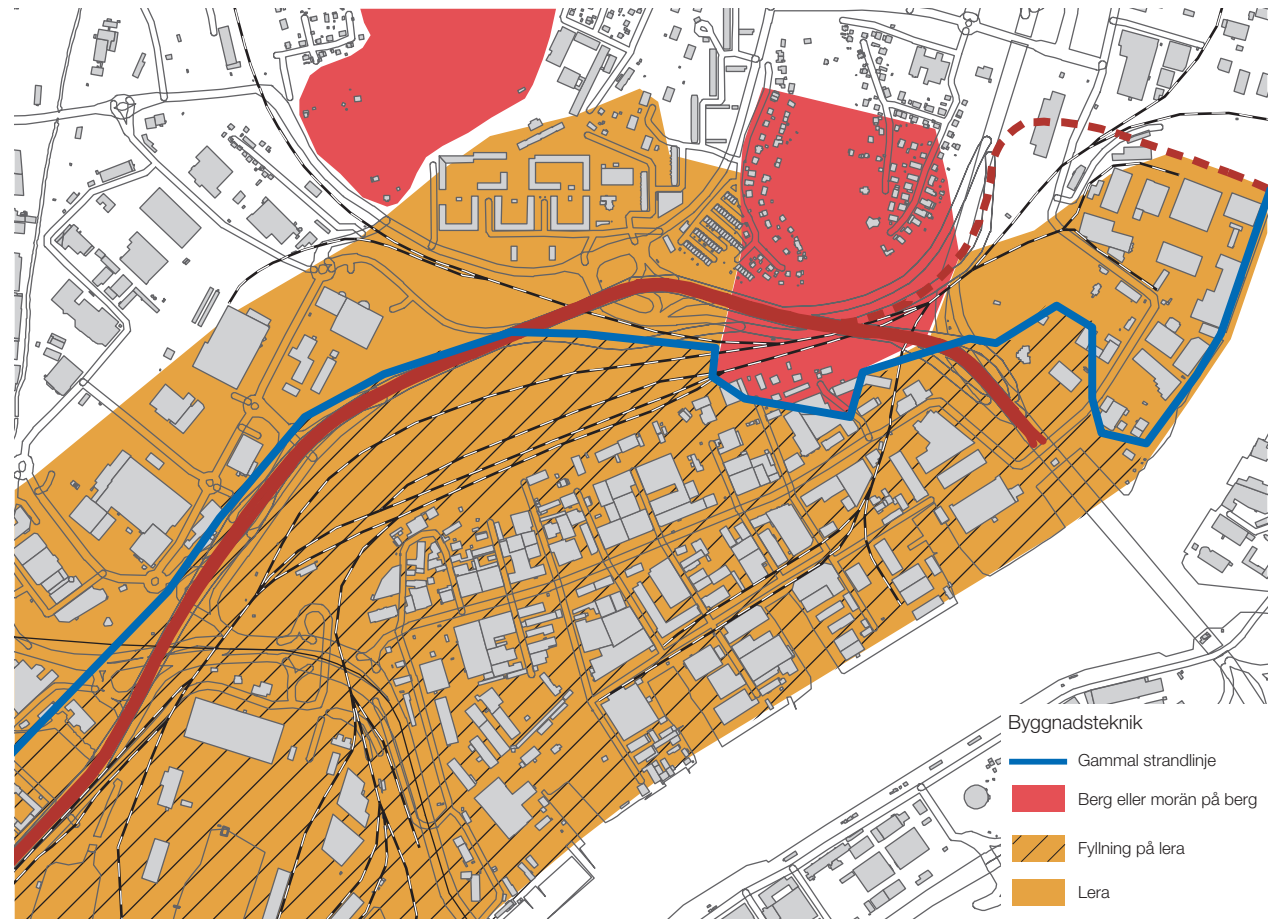 Byggnadsteknik
Gammal strandlinje
Berg eller morän på berg
Fyllning på lera
Lera